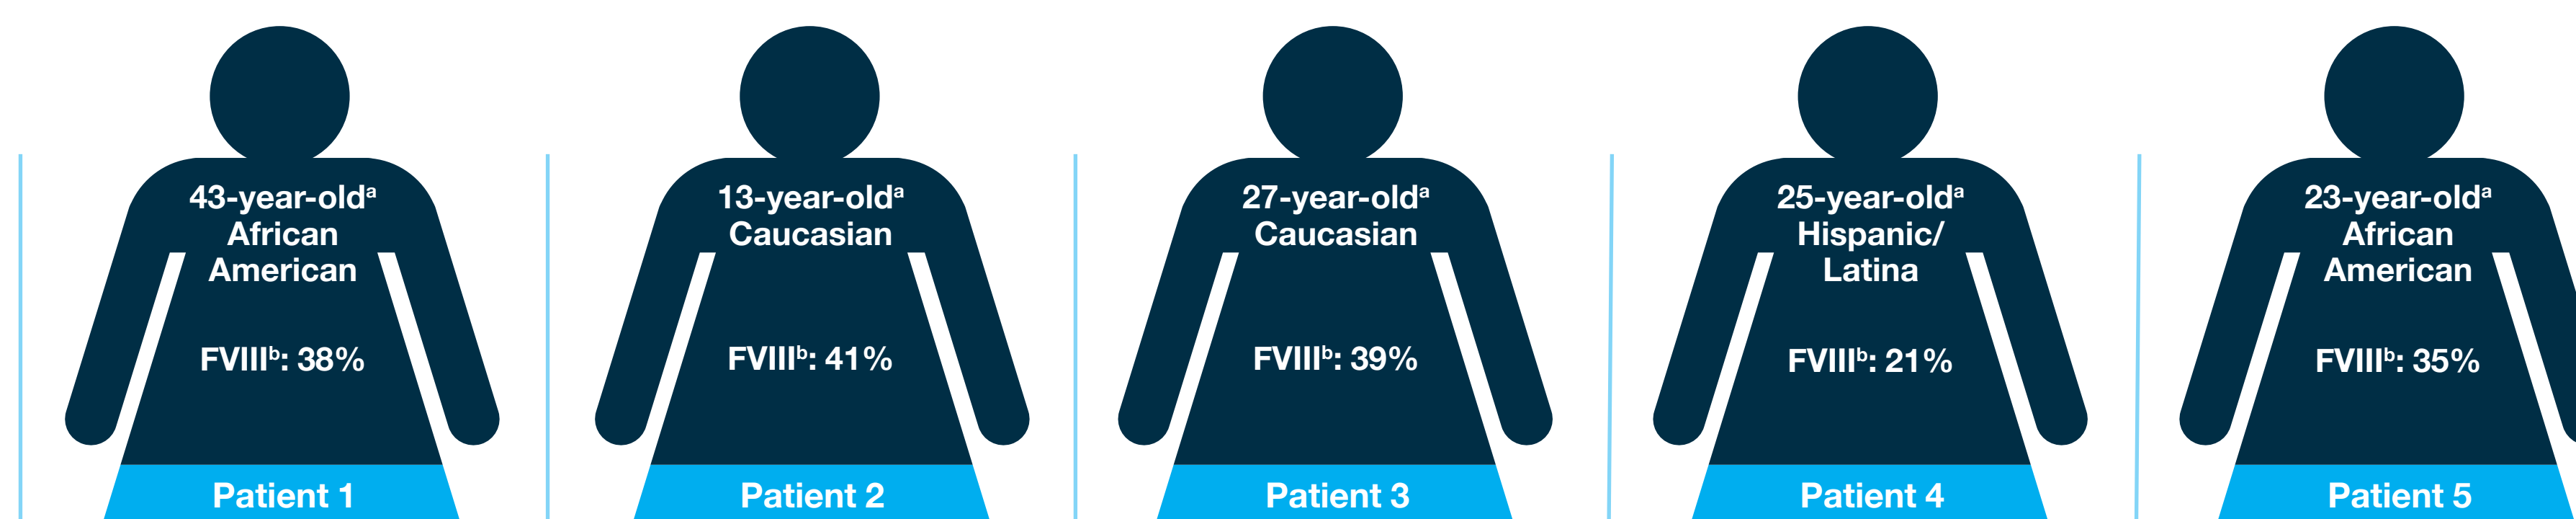 43-year-oldᵃ
African
American
FVIIIᵇ: 38%
Patient 1
13-year-oldᵃ
Caucasian
FVIIIᵇ: 41%
Patient 2
27-year-oldᵃ
Caucasian
FVIIIᵇ: 39%
Patient 3
25-year-oldᵃ
Hispanic/
Latina
FVIIIᵇ: 21%
Patient 4
23-year-oldᵃ
African
American
FVIIIᵇ: 35%
Patient 5